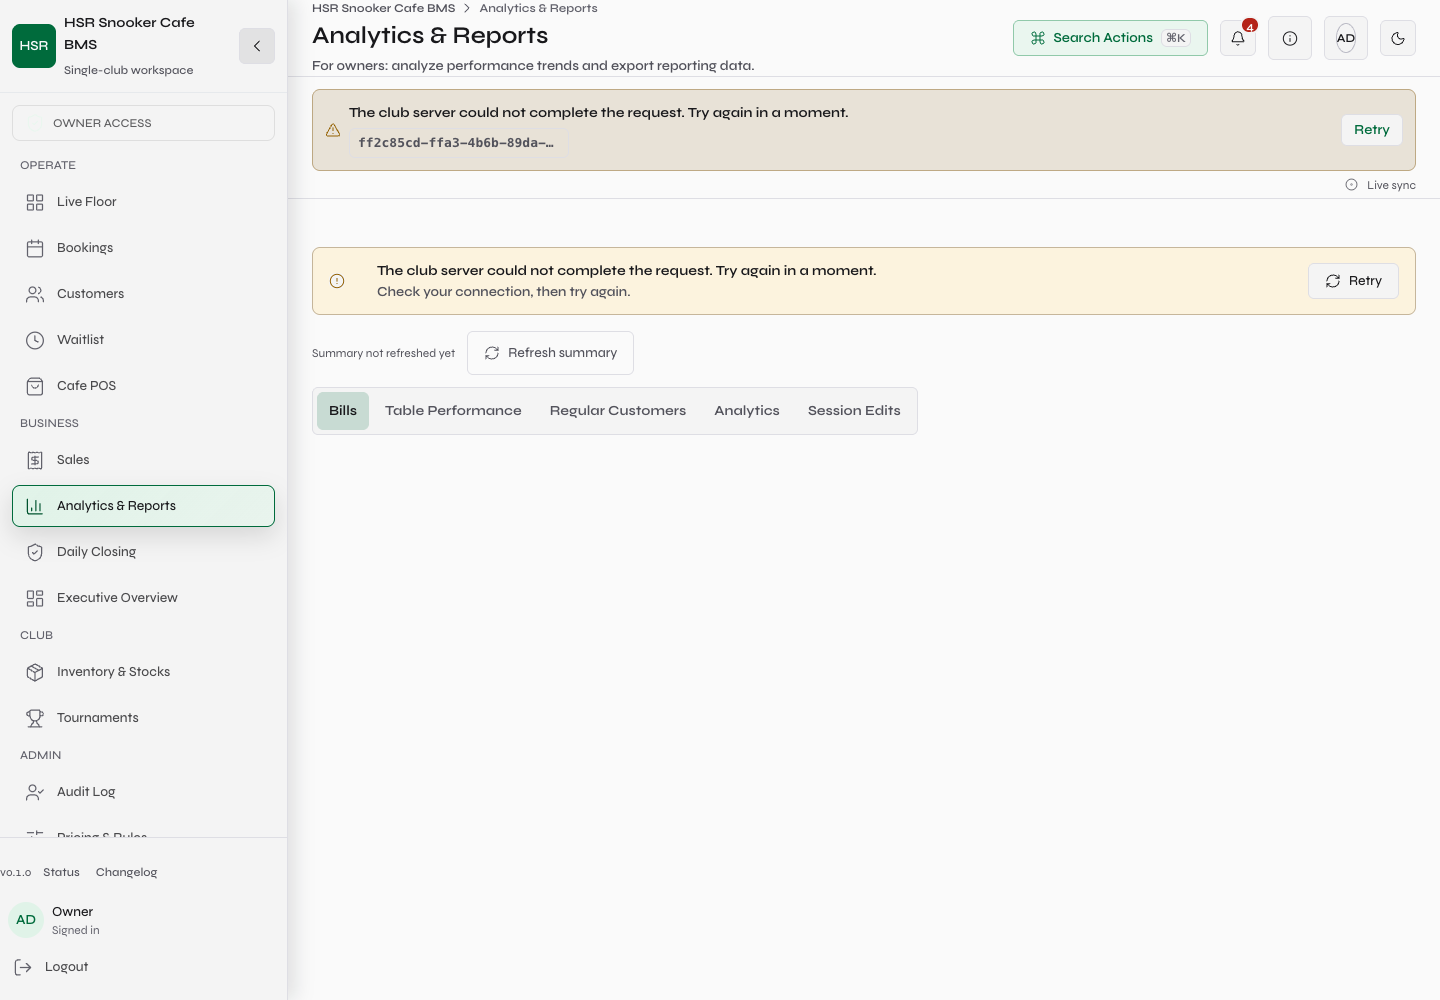 HSR
HSR Snooker Cafe
BMS
Single-club workspace
OWNER ACCESS
OPERATE
Live Floor
Bookings
Customers
Waitlist
Cafe POS
BUSINESS
Sales
Analytics & Reports
Daily Closing
Executive Overview
CLUB
Inventory & Stocks
Tournaments
ADMIN
Audit Log
Pricing & Rules
v0.1.0 Status Changelog
AD
Owner
Signed in
Logout
HSR Snooker Cafe BMS > Analytics & Reports
Analytics & Reports
For owners: analyze performance trends and export reporting data.
Search Actions ⌘K
4
AD
The club server could not complete the request. Try again in a moment.
ff2c85cd-ffa3-4b6b-89da-…
Retry
Live sync
The club server could not complete the request. Try again in a moment.
Check your connection, then try again.
Retry
Summary not refreshed yet
Refresh summary
Bills Table Performance Regular Customers Analytics Session Edits